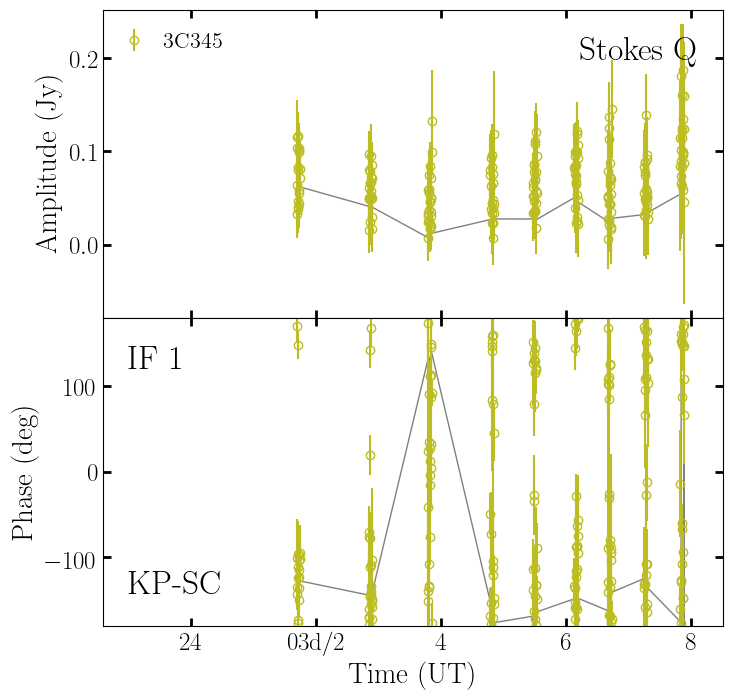 3C345
Stokes Q
0.2
0.1
0.0
Amplitude (Jy)
IF 1
100
0
−100
Phase (deg)
KP-SC
24 03d/2 4 6 8
Time (UT)